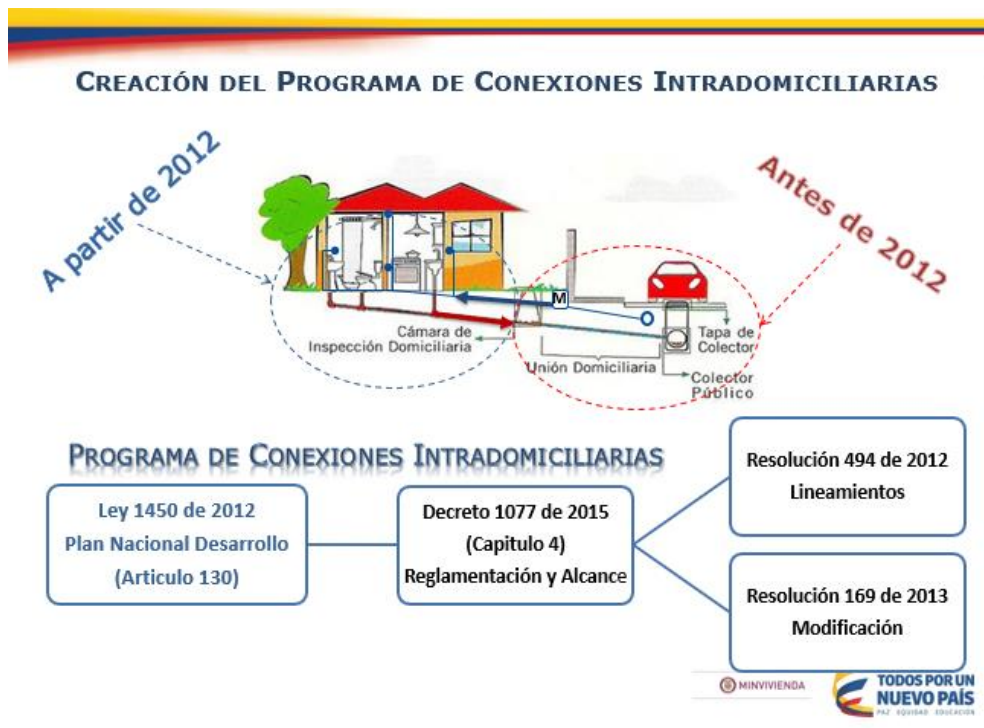 CREACIÓN DEL PROGRAMA DE CONEXIONES INTRADOMICILIARIAS
A partir de 2012
Antes de 2012
M
Cámara de
Inspección Domiciliaria
Unión Domiciliaria
Tapa de
Colector
Colector
Público
PROGRAMA DE CONEXIONES INTRADOMICILIARIAS
Ley 1450 de 2012
Plan Nacional Desarrollo
(Articulo 130)
Decreto 1077 de 2015
(Capitulo 4)
Reglamentación y Alcance
Resolución 494 de 2012
Lineamientos
Resolución 169 de 2013
Modificación
MINVIVIENDA
TODOS POR UN
NUEVO PAÍS
PAZ EQUIDAD EDUCACIÓN